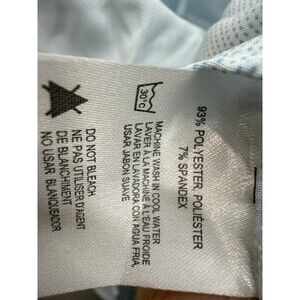 93% POLYESTER, POLIÉSTER
7% SPANDEX
30°C
MACHINE WASH IN COOL WATER
LAVER À LA MACHINE À L'EAU FROIDE
LAVAR EN LAVADORA CON AGUA FRIA,
USAR JABON SUAVE
DO NOT BLEACH
NE PAS UTILISER D'AGENT
DE BLANCHIMENT
NO USAR BLANQUEADOR